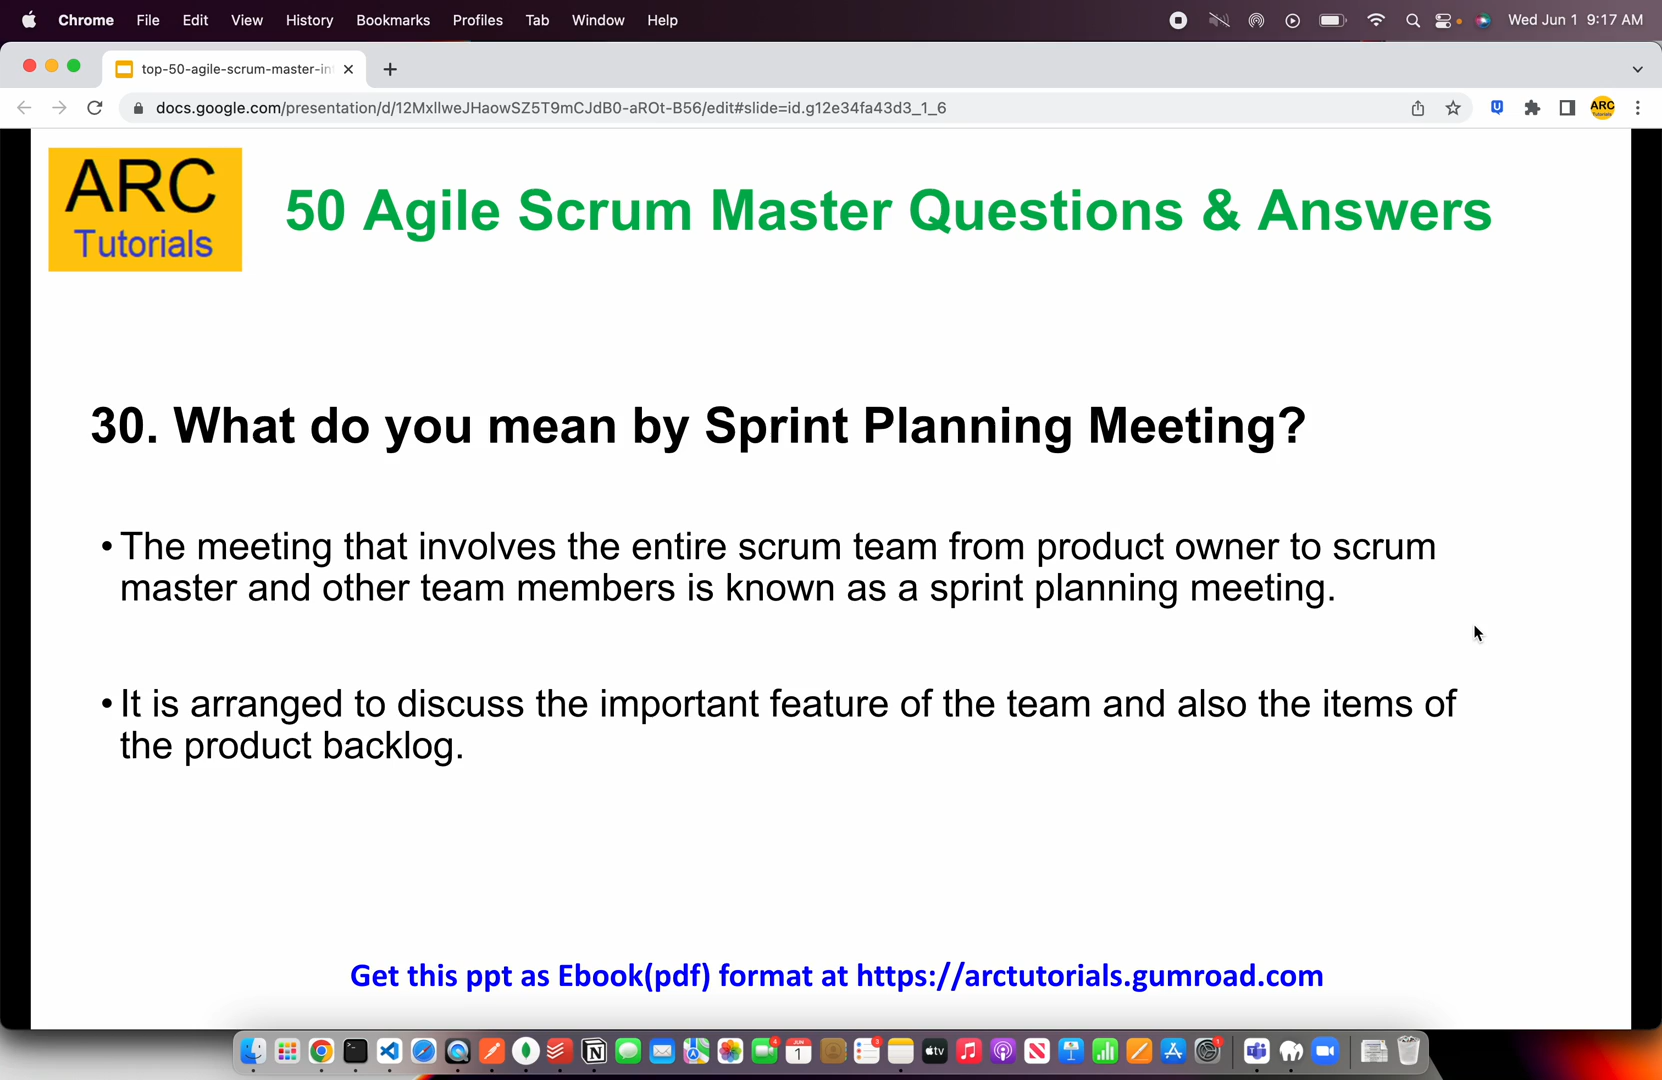 Chrome File Edit View History Bookmarks Profiles Tab Window Help Wed Jun 1 9:17 AM
top-50-agile-scrum-master-in
docs.google.com/presentation/d/12MxllweJHaowSZ5T9mCJdB0-aROt-B56/edit#slide=id.g12e34fa43d3_1_6
ARC
Tutorials
50 Agile Scrum Master Questions & Answers
30. What do you mean by Sprint Planning Meeting?
• The meeting that involves the entire scrum team from product owner to scrum
master and other team members is known as a sprint planning meeting.
• It is arranged to discuss the important feature of the team and also the items of
the product backlog.
Get this ppt as Ebook(pdf) format at https://arctutorials.gumroad.com